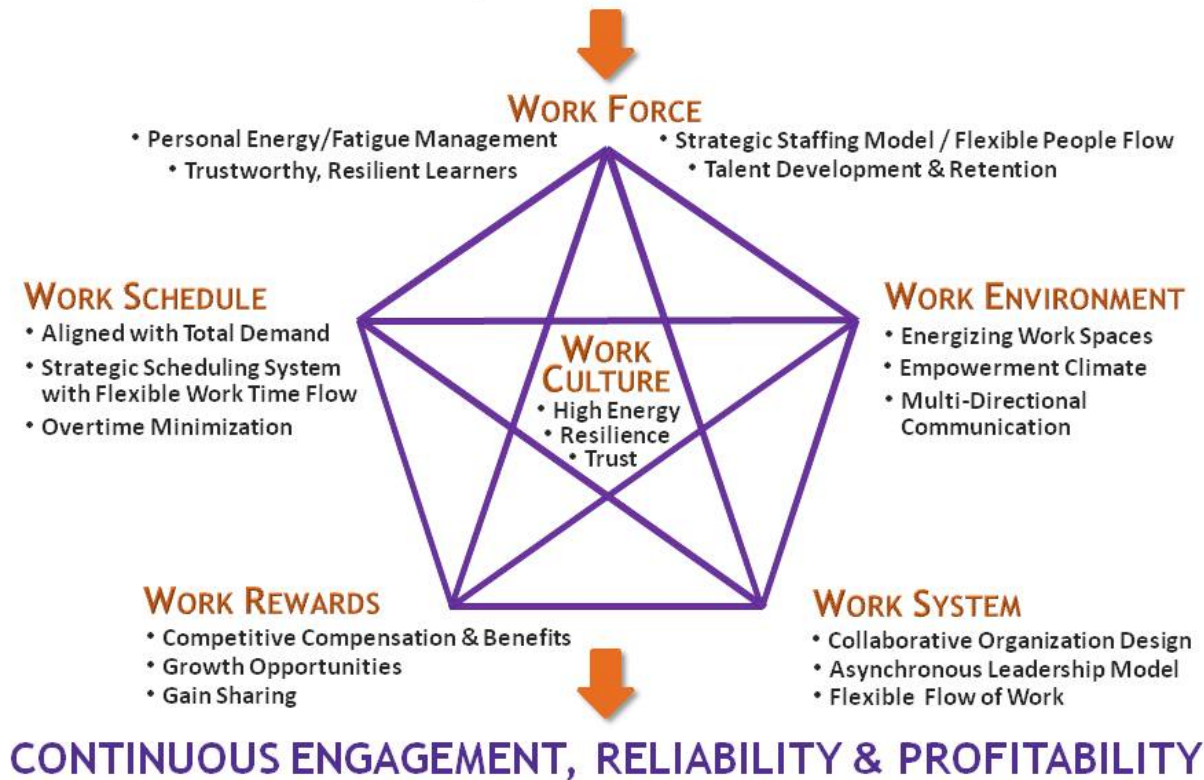 WORK FORCE
• Personal Energy/Fatigue Management
• Trustworthy, Resilient Learners
• Strategic Staffing Model / Flexible People Flow
• Talent Development & Retention
WORK SCHEDULE
• Aligned with Total Demand
• Strategic Scheduling System
with Flexible Work Time Flow
• Overtime Minimization
WORK CULTURE
• High Energy
• Resilience
• Trust
WORK ENVIRONMENT
• Energizing Work Spaces
• Empowerment Climate
• Multi-Directional
Communication
WORK REWARDS
• Competitive Compensation & Benefits
• Growth Opportunities
• Gain Sharing
WORK SYSTEM
• Collaborative Organization Design
• Asynchronous Leadership Model
• Flexible Flow of Work
CONTINUOUS ENGAGEMENT, RELIABILITY & PROFITABILITY